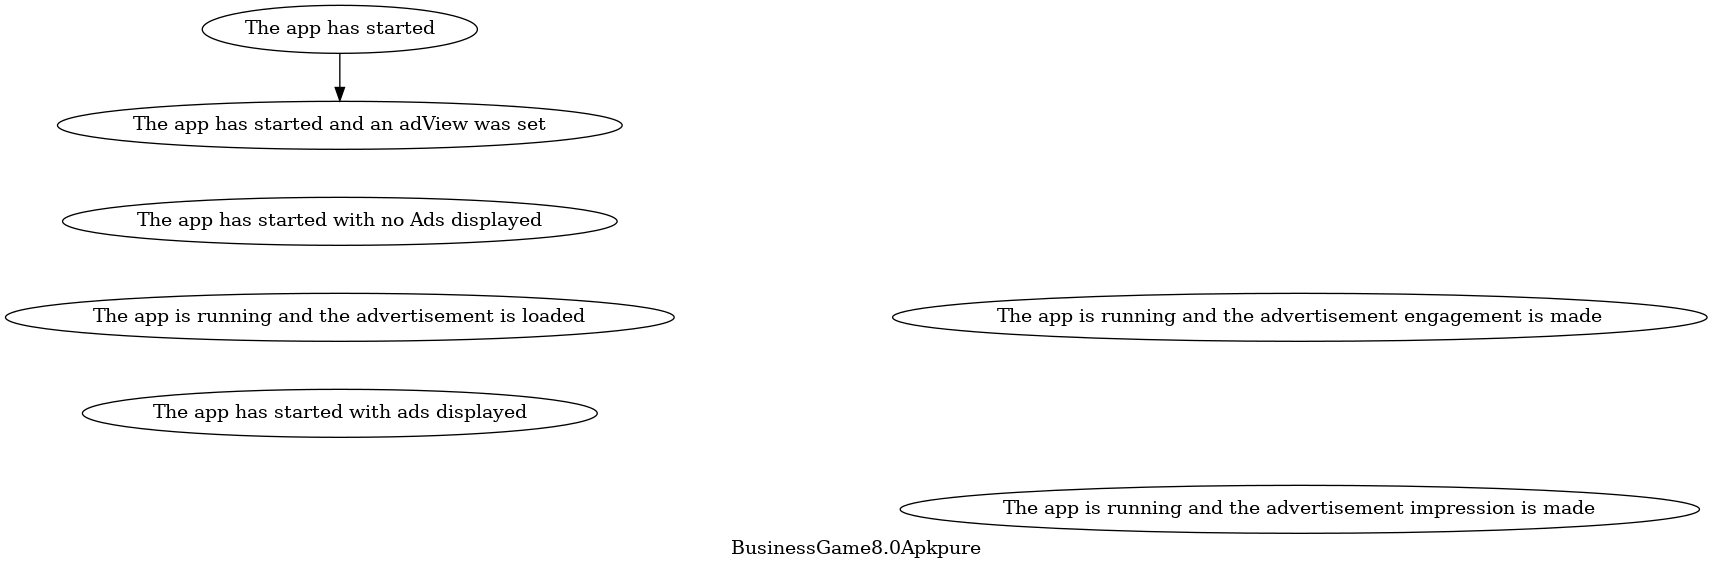 The app has started
The app has started and an adView was set
The app has started with no Ads displayed
The app is running and the advertisement is loaded
The app is running and the advertisement engagement is made
The app has started with ads displayed
The app is running and the advertisement impression is made
BusinessGame8.0Apkpure